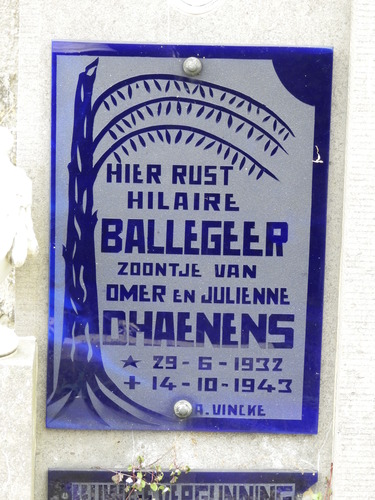 HIER RUST
HILAIRE
BALLEGEER
ZOONTJE VAN
OMER EN JULIENNE
DHAENENS
★ 29-6-1932
+ 14-10-1943
A. VINCKE